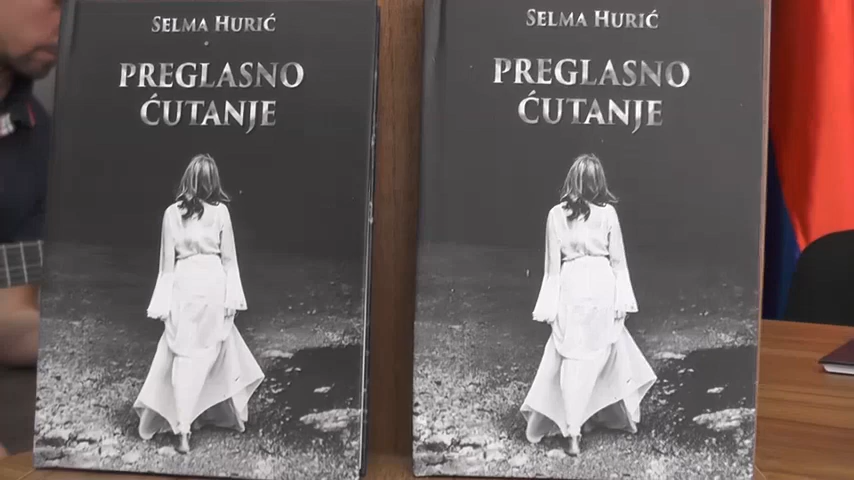 SELMA HURIĆ
PREGLASNO
ĆUTANJE
SELMA HURIĆ
PREGLASNO
ĆUTANJE